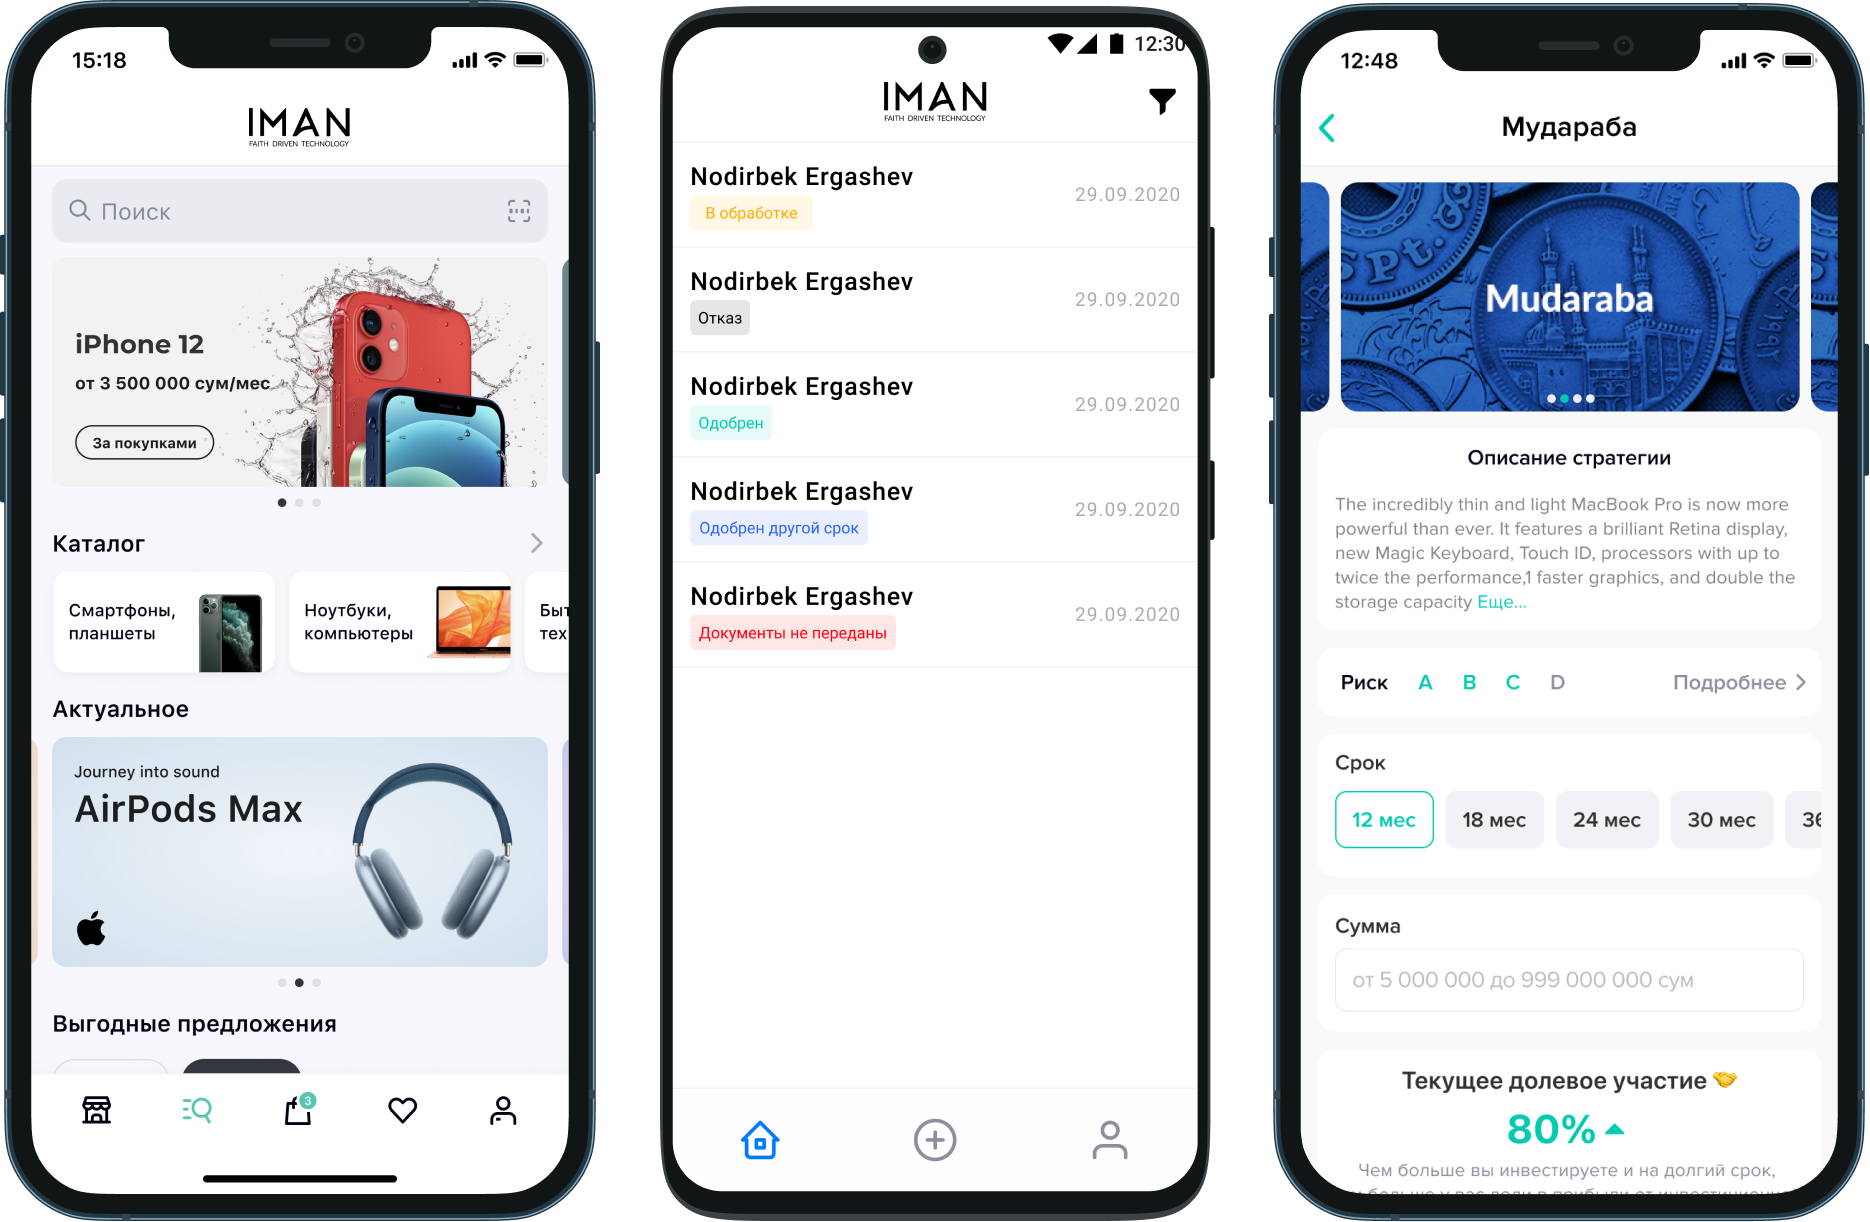 15:18
IMAN
FAITH DRIVEN TECHNOLOGY
Поиск
iPhone 12
от 3 500 000 сум/мес
За покупками
Каталог
Смартфоны,
планшеты
Ноутбуки,
компьютеры
Быт
тех
Актуальное
Journey into sound
AirPods Max
Выгодные предложения
3
12:30
IMAN
FAITH DRIVEN TECHNOLOGY
Nodirbek Ergashev
В обработке
29.09.2020
Nodirbek Ergashev
Отказ
29.09.2020
Nodirbek Ergashev
Одобрен
29.09.2020
Nodirbek Ergashev
Одобрен другой срок
29.09.2020
Nodirbek Ergashev
Документы не переданы
29.09.2020
12:48
Мудараба
Spt.
Mudaraba
Описание стратегии
The incredibly thin and light MacBook Pro is now more
powerful than ever. It features a brilliant Retina display,
new Magic Keyboard, Touch ID, processors with up to
twice the performance,1 faster graphics, and double the
storage capacity Еще...
Риск A B C D Подробнее
Срок
12 мес 18 мес 24 мес 30 мес 36
Сумма
от 5 000 000 до 999 000 000 сум
Текущее долевое участие
80%
Чем больше вы инвестируете и на долгий срок,